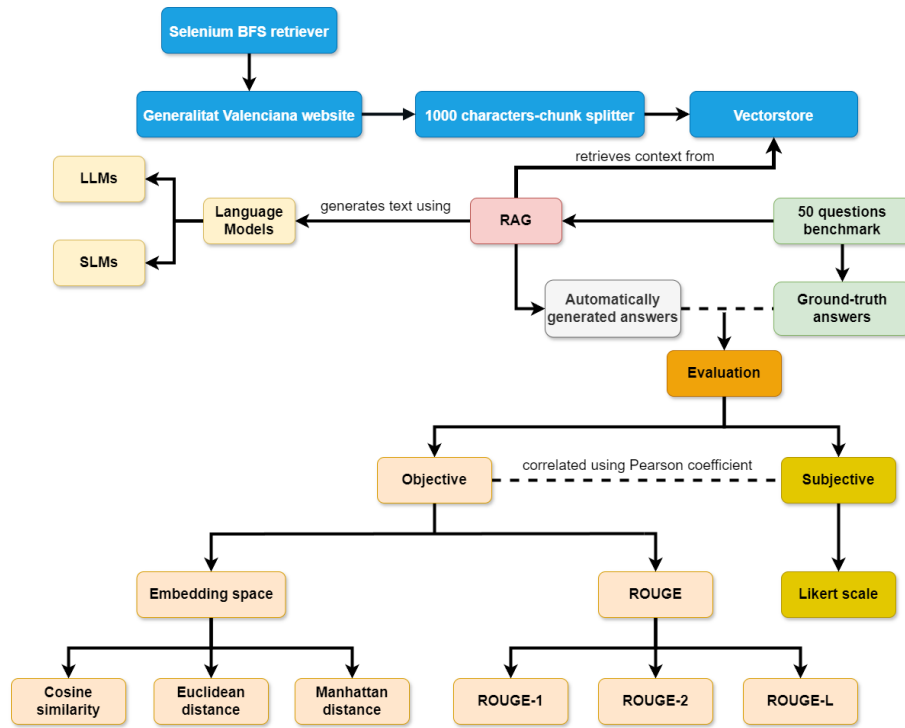 Selenium BFS retriever
Generalitat Valenciana website
1000 characters-chunk splitter
Vectorstore
retrieves context from
LLMs
Language
Models
generates text using
RAG
50 questions
benchmark
SLMs
Automatically
generated answers
Ground-truth
answers
Evaluation
Objective
correlated using Pearson coefficient
Subjective
Embedding space
ROUGE
Likert scale
Cosine
similarity
Euclidean
distance
Manhattan
distance
ROUGE-1
ROUGE-2
ROUGE-L